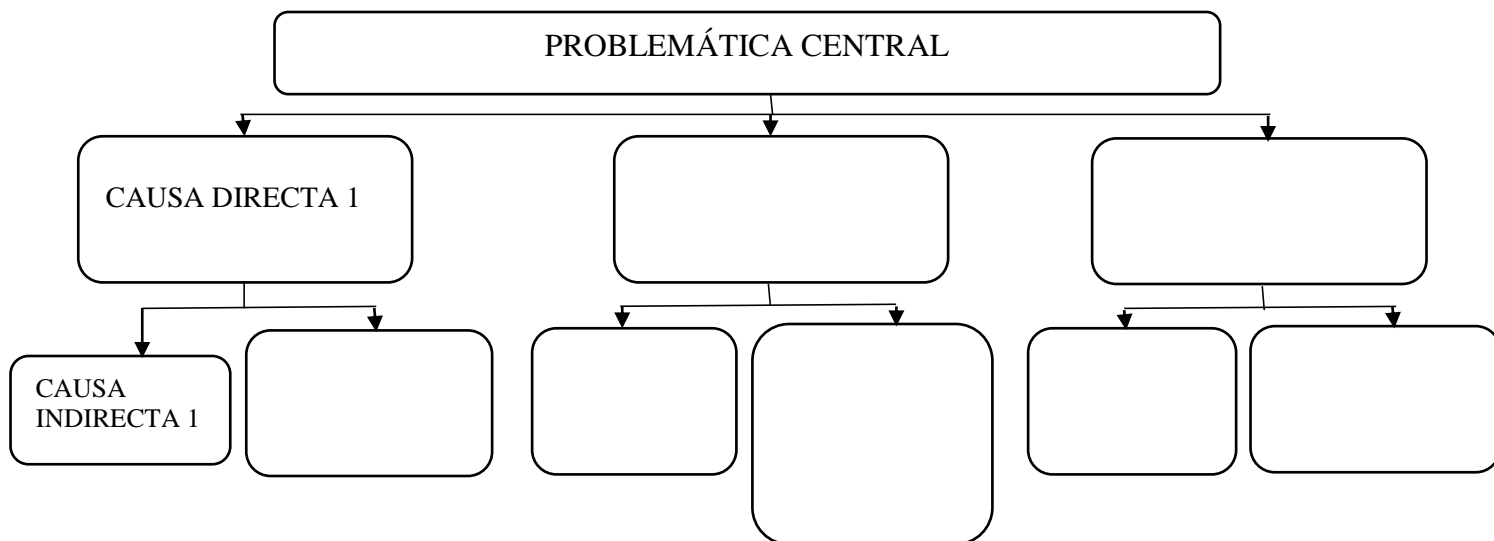 PROBLEMÁTICA CENTRAL
CAUSA DIRECTA 1
CAUSA
INDIRECTA 1